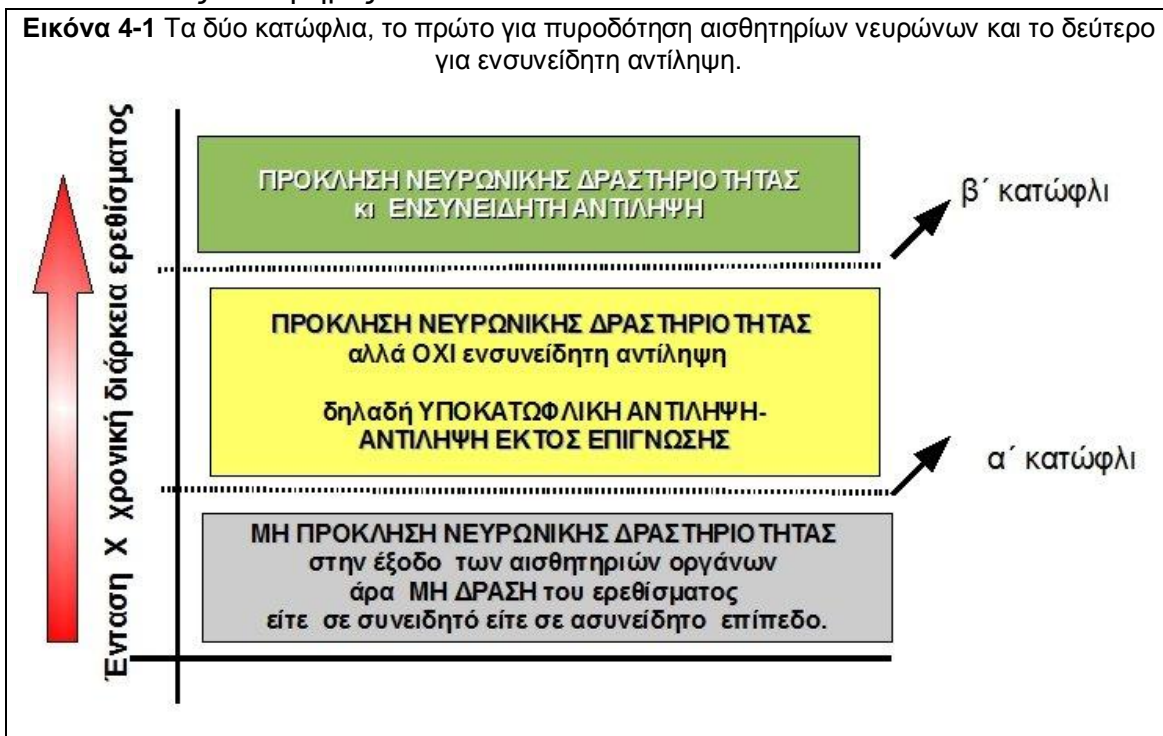 Εικόνα 4-1 Τα δύο κατώφλια, το πρώτο για πυροδότηση αισθητηρίων νευρώνων και το δεύτερο
για ενσυνείδητη αντίληψη.
Ένταση Χ χρονική διάρκεια ερεθίσματος
ΠΡΟΚΛΗΣΗ ΝΕΥΡΩΝΙΚΗΣ ΔΡΑΣΤΗΡΙΟΤΗΤΑΣ
κι ΕΝΣΥΝΕΙΔΗΤΗ ΑΝΤΙΛΗΨΗ
β΄ κατώφλι
ΠΡΟΚΛΗΣΗ ΝΕΥΡΩΝΙΚΗΣ ΔΡΑΣΤΗΡΙΟΤΗΤΑΣ
αλλά ΟΧΙ ενσυνείδητη αντίληψη
δηλαδή ΥΠΟΚΑΤΩΦΛΙΚΗ ΑΝΤΙΛΗΨΗ-
ΑΝΤΙΛΗΨΗ ΕΚΤΟΣ ΕΠΙΓΝΩΣΗΣ
α΄ κατώφλι
ΜΗ ΠΡΟΚΛΗΣΗ ΝΕΥΡΩΝΙΚΗΣ ΔΡΑΣΤΗΡΙΟΤΗΤΑΣ
στην έξοδο των αισθητηριών οργάνων
άρα ΜΗ ΔΡΑΣΗ του ερεθίσματος
είτε σε συνειδητό είτε σε ασυνείδητο επίπεδο.